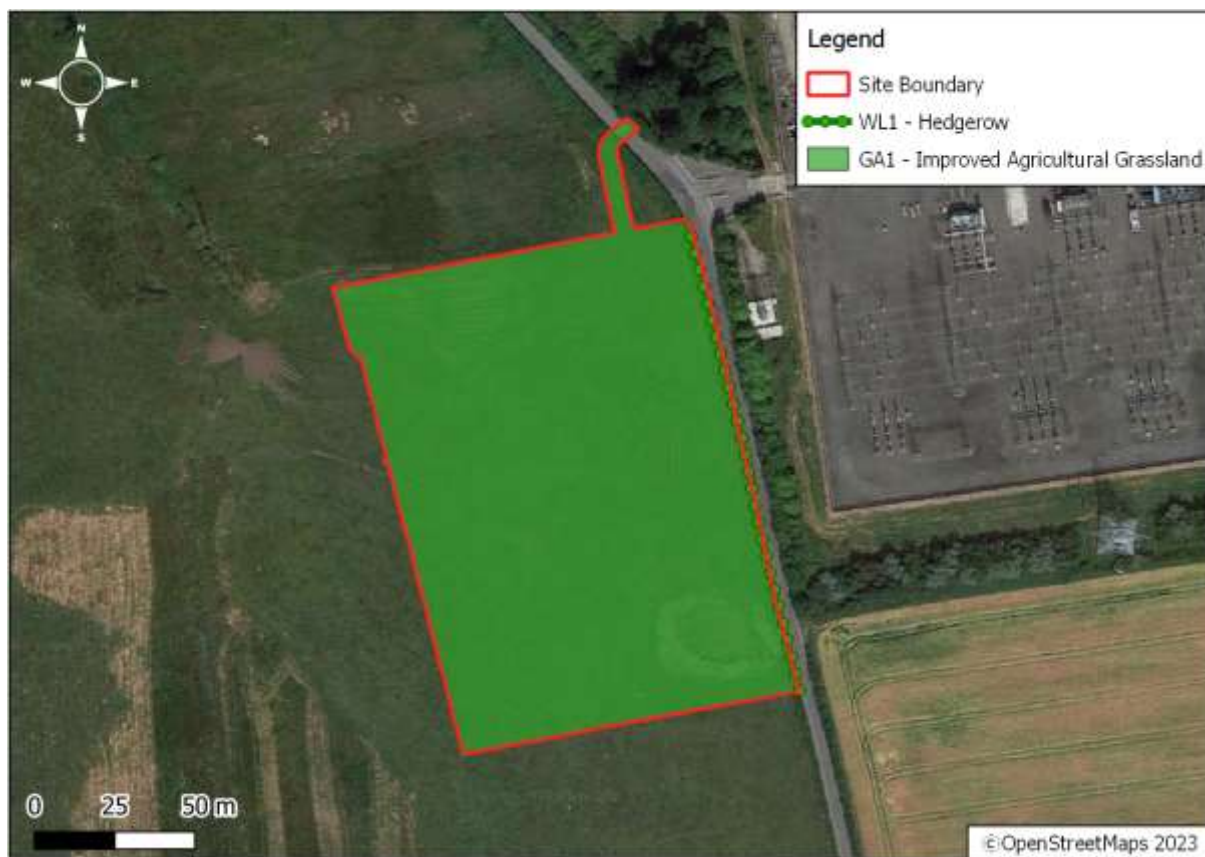 N
W E
S
Legend
Site Boundary
WL1 - Hedgerow
GA1 - Improved Agricultural Grassland
0 25 50 m
©OpenStreetMaps 2023